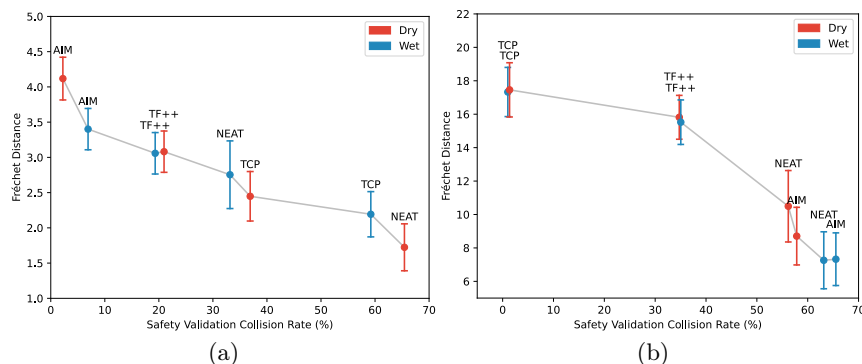 5.0
4.5
4.0
3.5
3.0
2.5
2.0
1.5
1.0
Fréchet Distance
AIM
AIM
TF++
TF++
NEAT
TCP
TCP
NEAT
Dry
Wet
0 10 20 30 40 50 60 70
Safety Validation Collision Rate (%)
(a)
22
20
18
16
14
12
10
8
6
Fréchet Distance
TCP
TCP
TF++
TF++
NEAT
AIM
NEAT
AIM
Dry
Wet
0 10 20 30 40 50 60 70
Safety Validation Collision Rate (%)
(b)